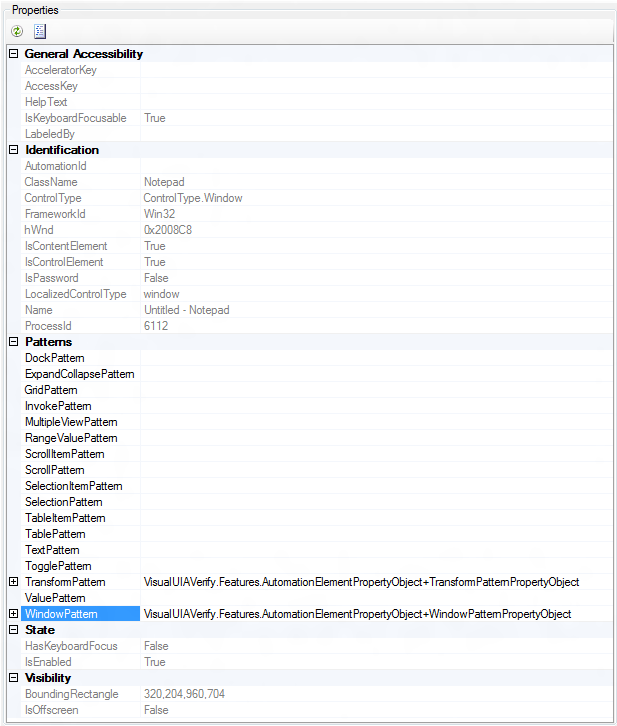 Properties
General Accessibility
AcceleratorKey
AccessKey
HelpText
IsKeyboardFocusable True
LabeledBy
Identification
AutomationId
ClassName Notepad
ControlType ControlType.Window
FrameworkId Win32
hWnd 0x2008C8
IsContentElement True
IsControlElement True
IsPassword False
LocalizedControlType window
Name Untitled - Notepad
ProcessId 6112
Patterns
DockPattern
ExpandCollapsePattern
GridPattern
InvokePattern
MultipleViewPattern
RangeValuePattern
ScrollItemPattern
ScrollPattern
SelectionItemPattern
SelectionPattern
TableItemPattern
TablePattern
TextPattern
TogglePattern
TransformPattern VisualUIAVerify.Features.AutomationElementPropertyObject+TransformPatternPropertyObject
ValuePattern
WindowPattern VisualUIAVerify.Features.AutomationElementPropertyObject+WindowPatternPropertyObject
State
HasKeyboardFocus False
IsEnabled True
Visibility
BoundingRectangle 320,204,960,704
IsOffscreen False